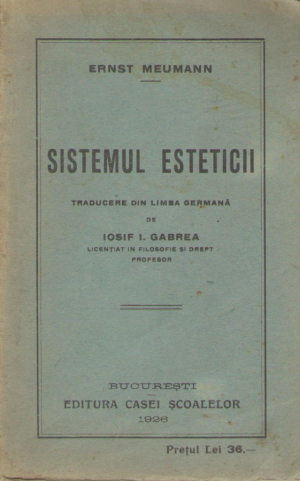 ERNST MEUMANN
SISTEMUL ESTETICII
TRADUCERE DIN LIMBA GERMANĂ
DE
IOSIF I. GABREA
LICENȚIAT IN FILOSOFIE ȘI DREPT
PROFESOR
BUCUREȘTI
EDITURA CASEI ȘCOALELOR
1926
Prețul Lei 36.—